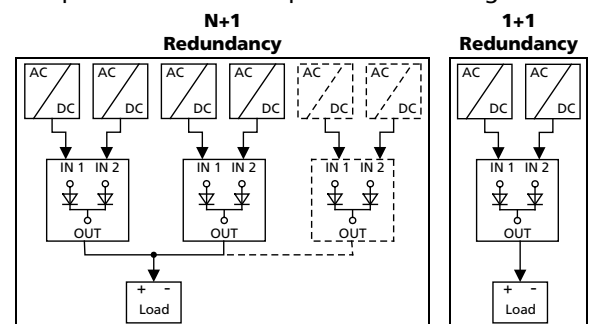 N+1
Redundancy
1+1
Redundancy
AC DC AC DC AC DC AC DC AC DC AC DC
IN 1 IN 2 IN 1 IN 2 IN 1 IN 2
OUT OUT OUT
+ -
Load
AC DC AC DC
IN 1 IN 2
OUT
+ -
Load